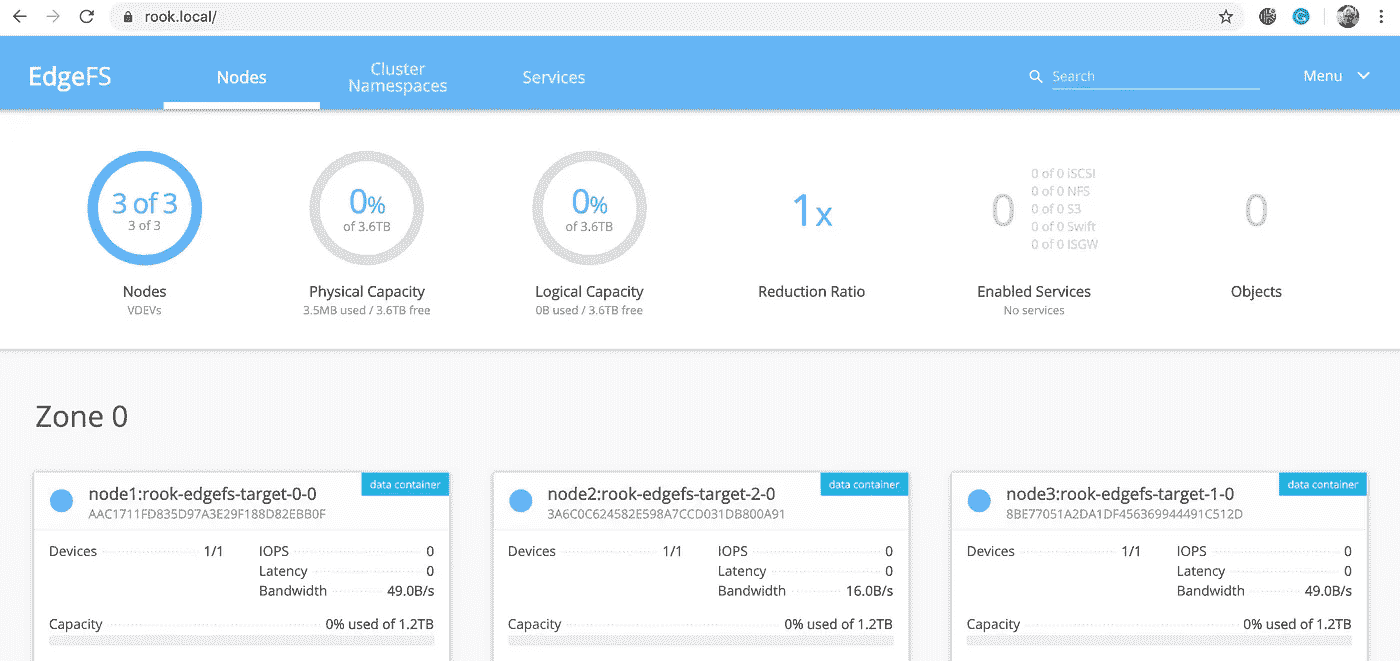 rook.local/
EdgeFS
Nodes
Cluster
Namespaces
Services
Search
Menu
3 of 3
3 of 3
Nodes
VDEVs
0%
of 3.6TB
Physical Capacity
3.5MB used / 3.6TB free
0%
of 3.6TB
Logical Capacity
0B used / 3.6TB free
1x
Reduction Ratio
0
0 of 0 iSCSI
0 of 0 NFS
0 of 0 S3
0 of 0 Swift
0 of 0 ISGW
Enabled Services
No services
0
Objects
Zone 0
data container
node1:rook-edgefs-target-0-0
AAC1711FD835D97A3E29F188D82EBB0F
Devices 1/1
IOPS 0
Latency 0
Bandwidth 49.0B/s
Capacity 0% used of 1.2TB
data container
node2:rook-edgefs-target-2-0
3A6C0C624582E598A7CCD031DB800A91
Devices 1/1
IOPS 0
Latency 0
Bandwidth 16.0B/s
Capacity 0% used of 1.2TB
data container
node3:rook-edgefs-target-1-0
8BE77051A2DA1DF456369944491C512D
Devices 1/1
IOPS 0
Latency 0
Bandwidth 49.0B/s
Capacity 0% used of 1.2TB